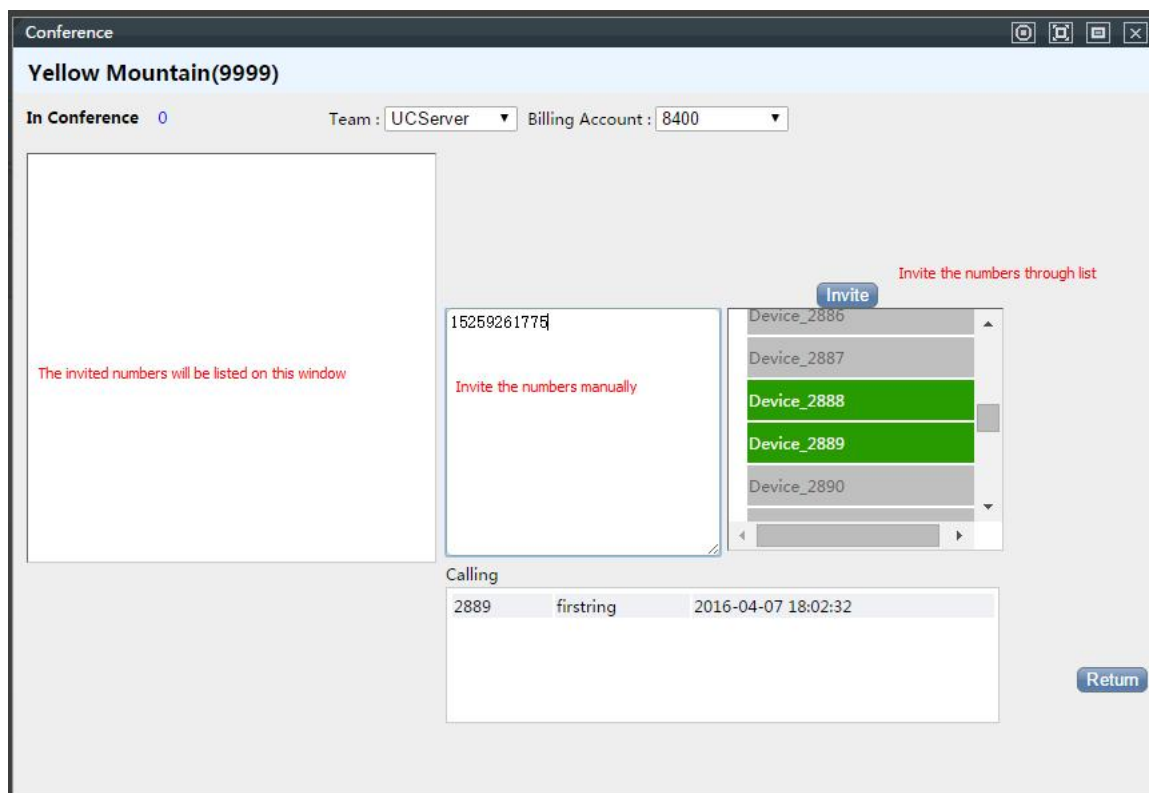 Conference
Yellow Mountain(9999)
In Conference 0 Team : UCServer Billing Account : 8400
Invite the numbers through list
Invite
15259261775
Device_2886
Device_2887
The invited numbers will be listed on this window
Invite the numbers manually
Device_2888
Device_2889
Device_2890
Calling
2889 firstring 2016-04-07 18:02:32
Return